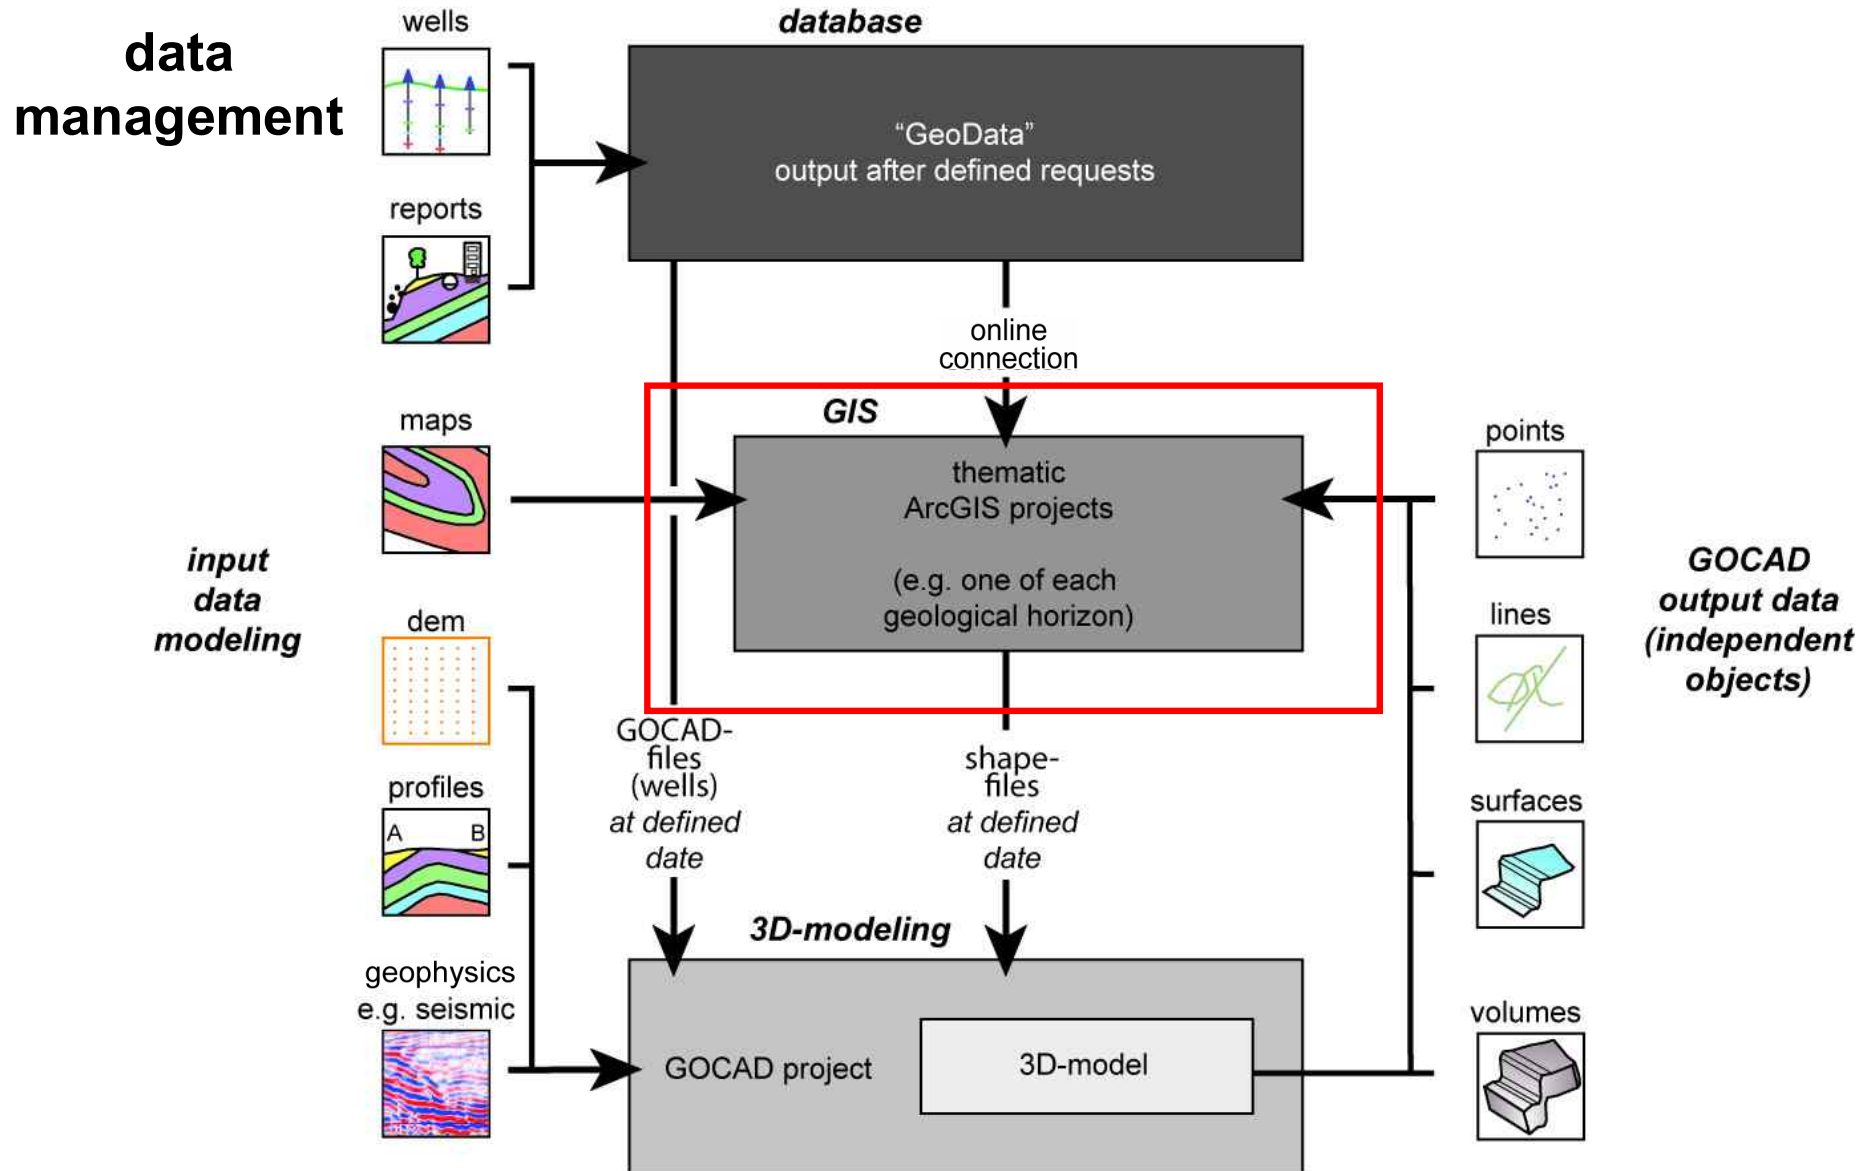 data
management
wells
reports
maps
input
data
modeling
dem
profiles
A B
geophysics
e.g. seismic
database
“GeoData”
output after defined requests
online
connection
GIS
thematic
ArcGIS projects
(e.g. one of each
geological horizon)
GOCAD-
files
(wells)
at defined
date
shape-
files
at defined
date
3D-modeling
GOCAD project
3D-model
points
lines
surfaces
volumes
GOCAD
output data
(independent
objects)